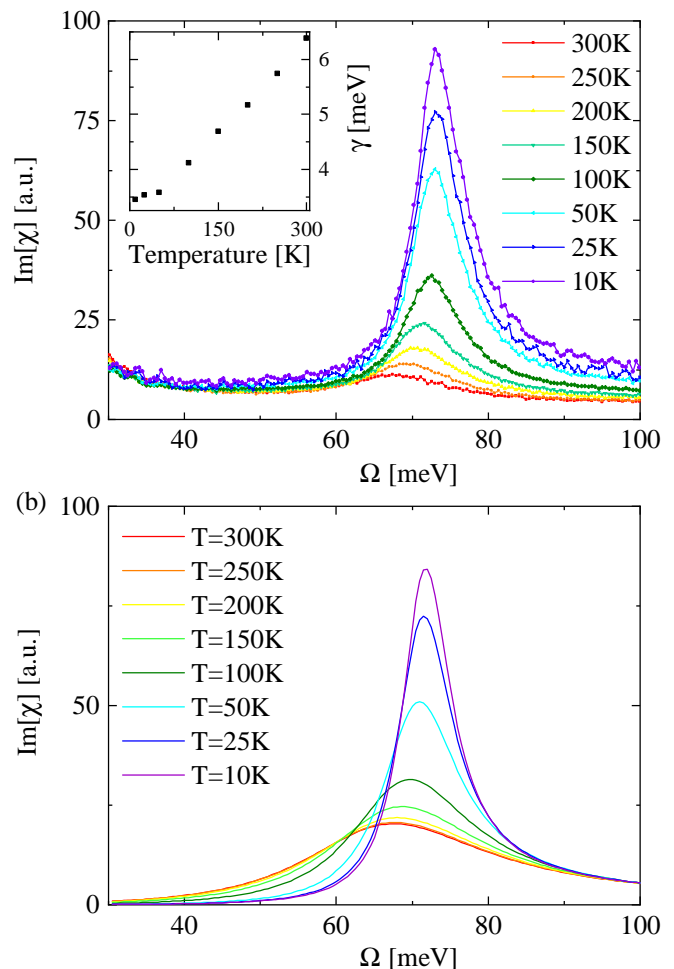 100
75
50
25
0
Im[χ] [a.u.]
6
5
4
γ [meV]
0 150 300
Temperature [K]
300K
250K
200K
150K
100K
50K
25K
10K
40 60 80 100
Ω [meV]
(b)
100
50
0
Im[χ] [a.u.]
T=300K
T=250K
T=200K
T=150K
T=100K
T=50K
T=25K
T=10K
40 60 80 100
Ω [meV]